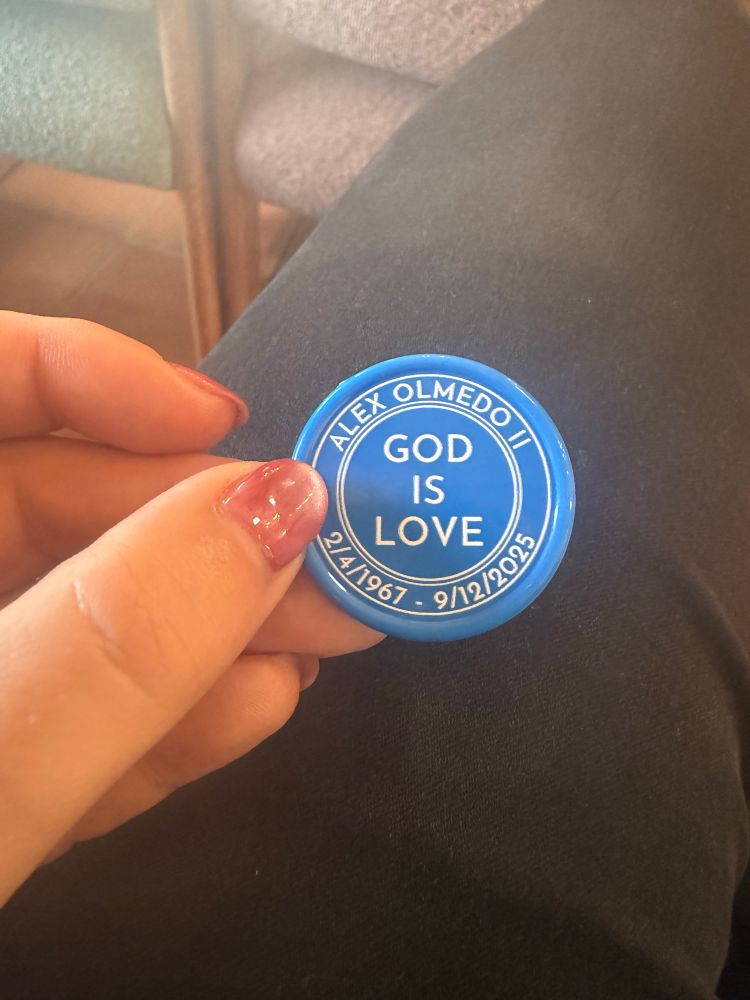 ALEX OLMEDO II
GOD
IS
LOVE
2/4/1967 - 9/12/2025